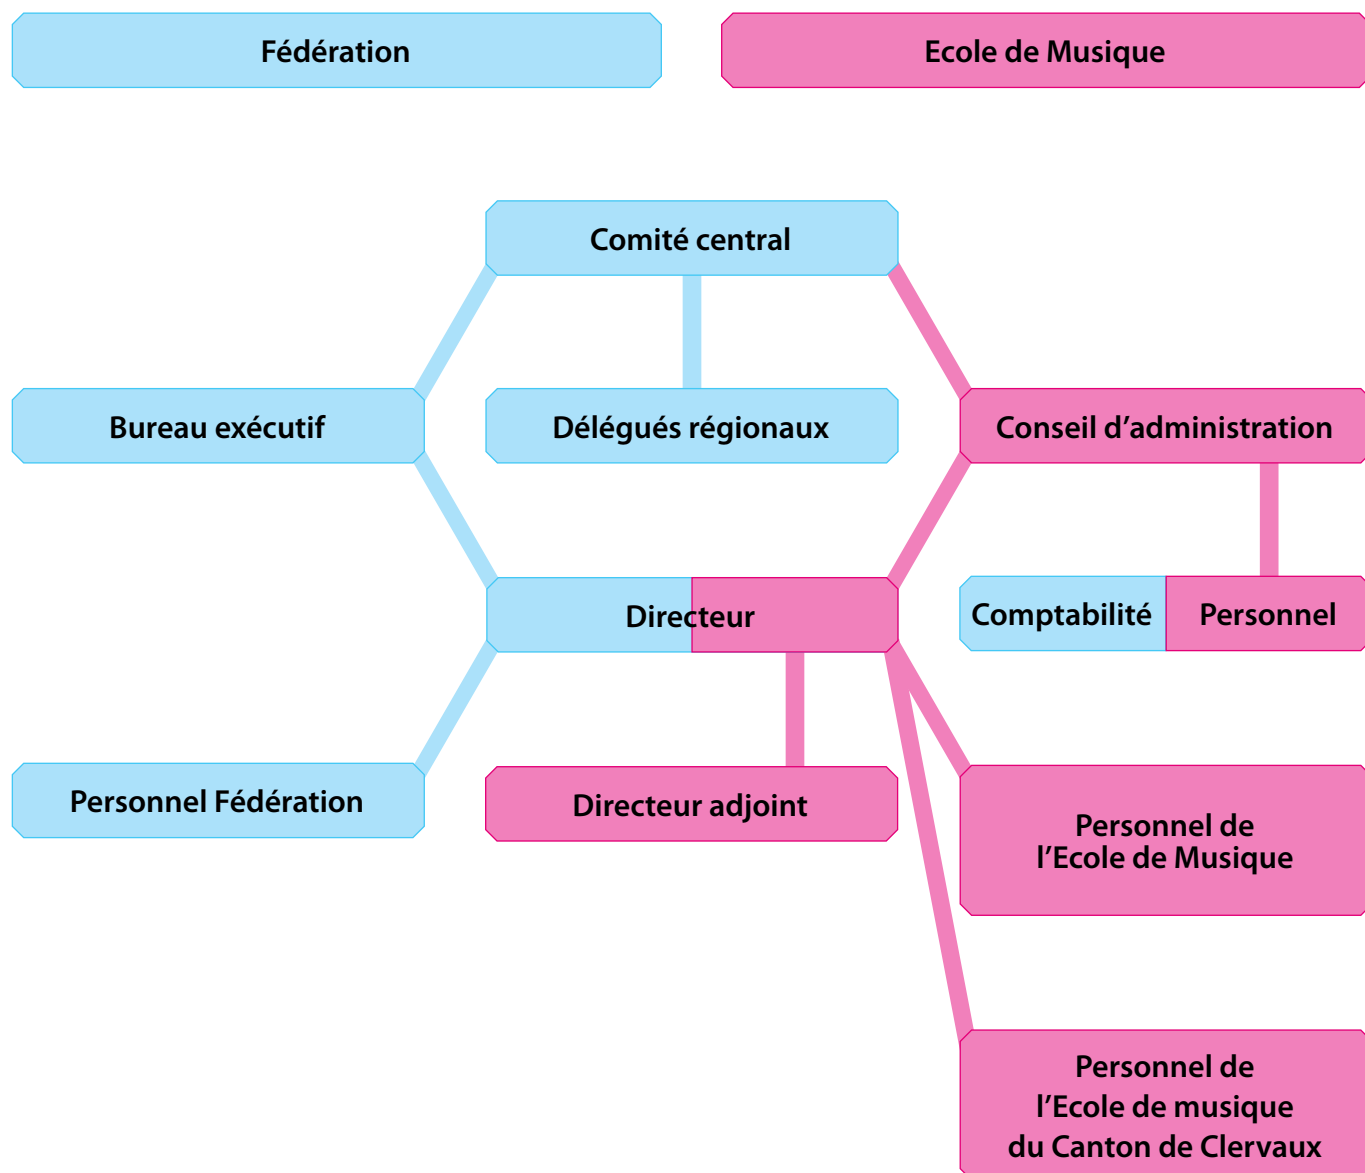 Fédération
Ecole de Musique
Comité central
Bureau exécutif
Délégués régionaux
Conseil d’administration
Directeur
Comptabilité
Personnel
Personnel Fédération
Directeur adjoint
Personnel de
l’Ecole de Musique
Personnel de
l’Ecole de musique
du Canton de Clervaux